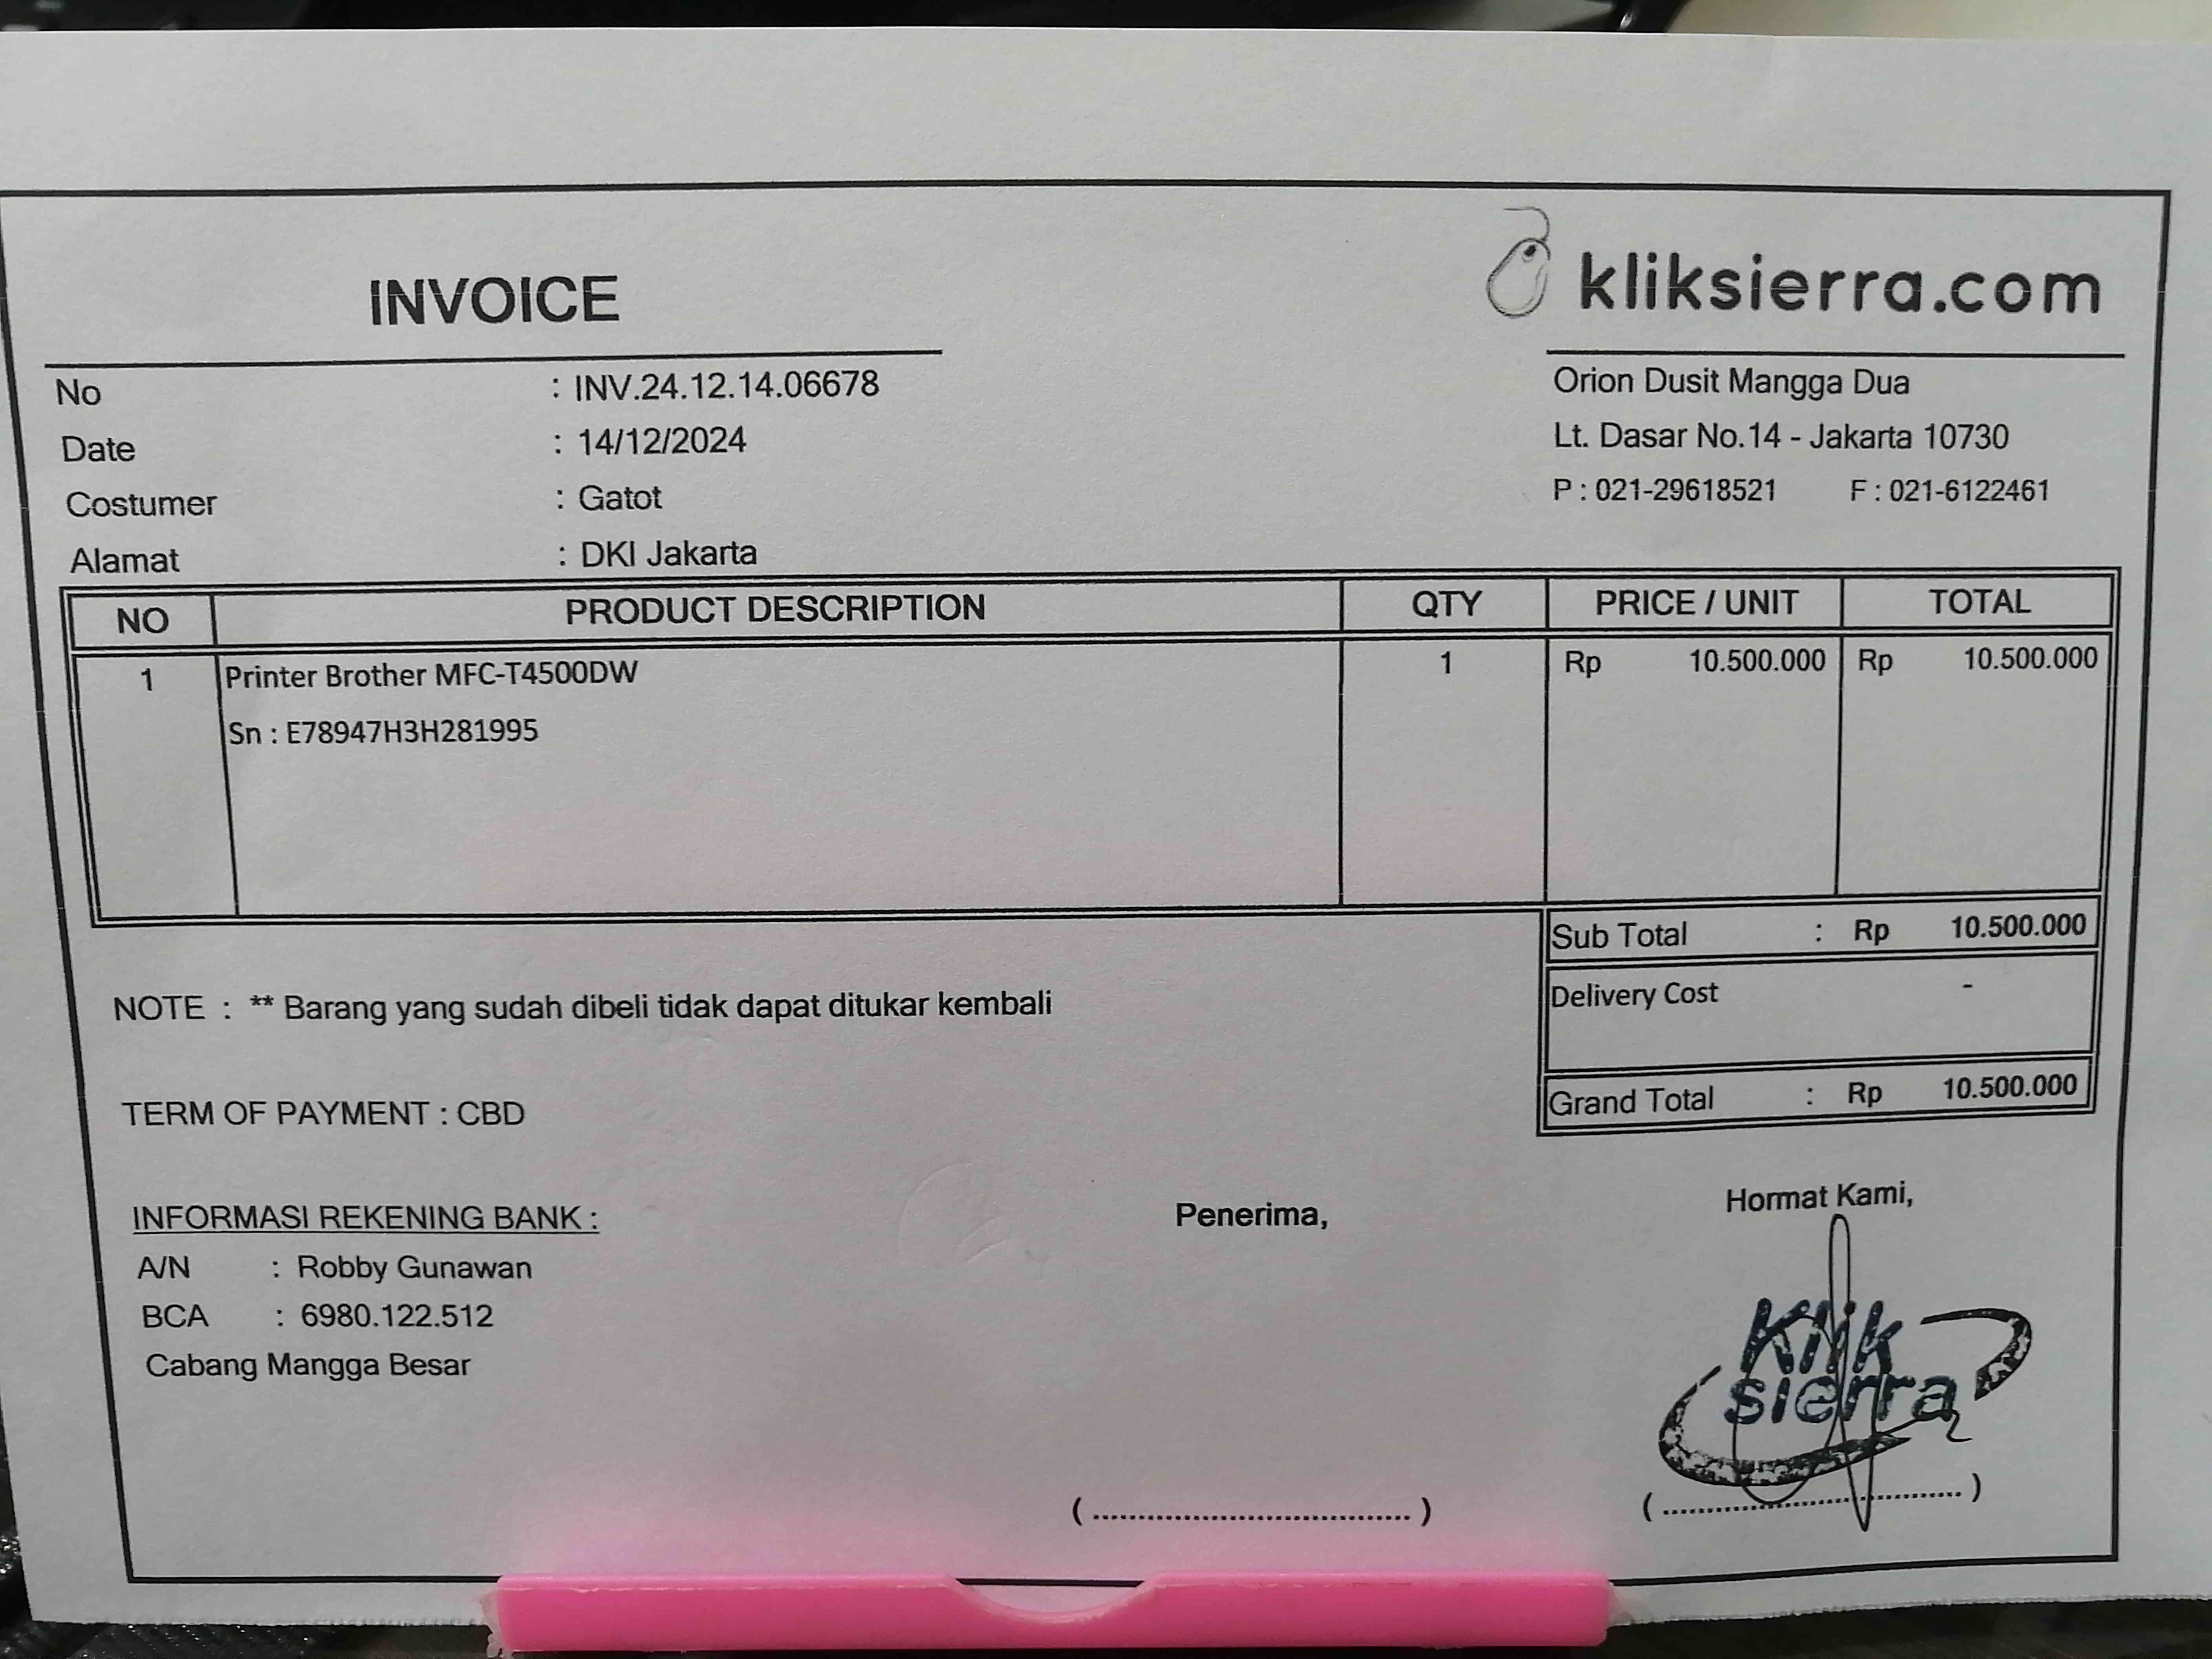 INVOICE
kliksierra.com
No : INV.24.12.14.06678
Date : 14/12/2024
Costumer : Gatot
Alamat : DKI Jakarta
Orion Dusit Mangga Dua
Lt. Dasar No.14 - Jakarta 10730
P : 021-29618521 F : 021-6122461
NO PRODUCT DESCRIPTION QTY PRICE / UNIT TOTAL
1 Printer Brother MFC-T4500DW 1 Rp 10.500.000 Rp 10.500.000
Sn : E78947H3H281995
Sub Total : Rp 10.500.000
Delivery Cost -
Grand Total : Rp 10.500.000
NOTE : ** Barang yang sudah dibeli tidak dapat ditukar kembali
TERM OF PAYMENT : CBD
INFORMASI REKENING BANK :
A/N : Robby Gunawan
BCA : 6980.122.512
Cabang Mangga Besar
Penerima,
(....................................)
Hormat Kami,
Klik
sierra
(....................................)